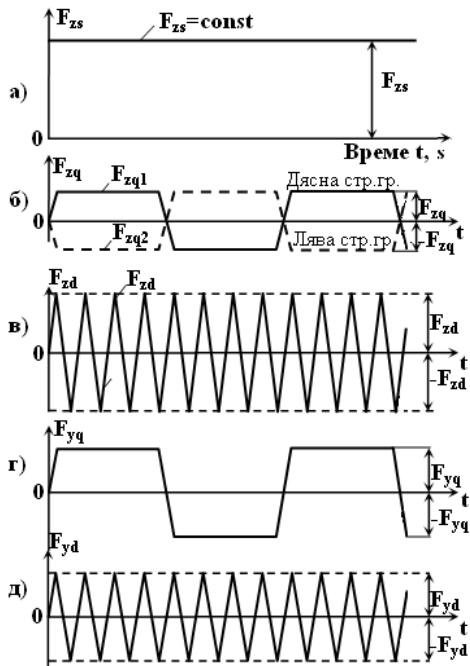 F_zs
F_zs=const
а)
F_zs
0
Време t, s
F_zq
F_zq1
Дясна стр.гр.
б)
F_zq
0
t
F_zq2
Лява стр.гр.
-F_zq
F_zd
F_zd
в)
F_zd
0
t
-F_zd
F_yq
г)
F_yq
0
t
-F_yq
F_yd
д)
F_yd
0
t
-F_yd